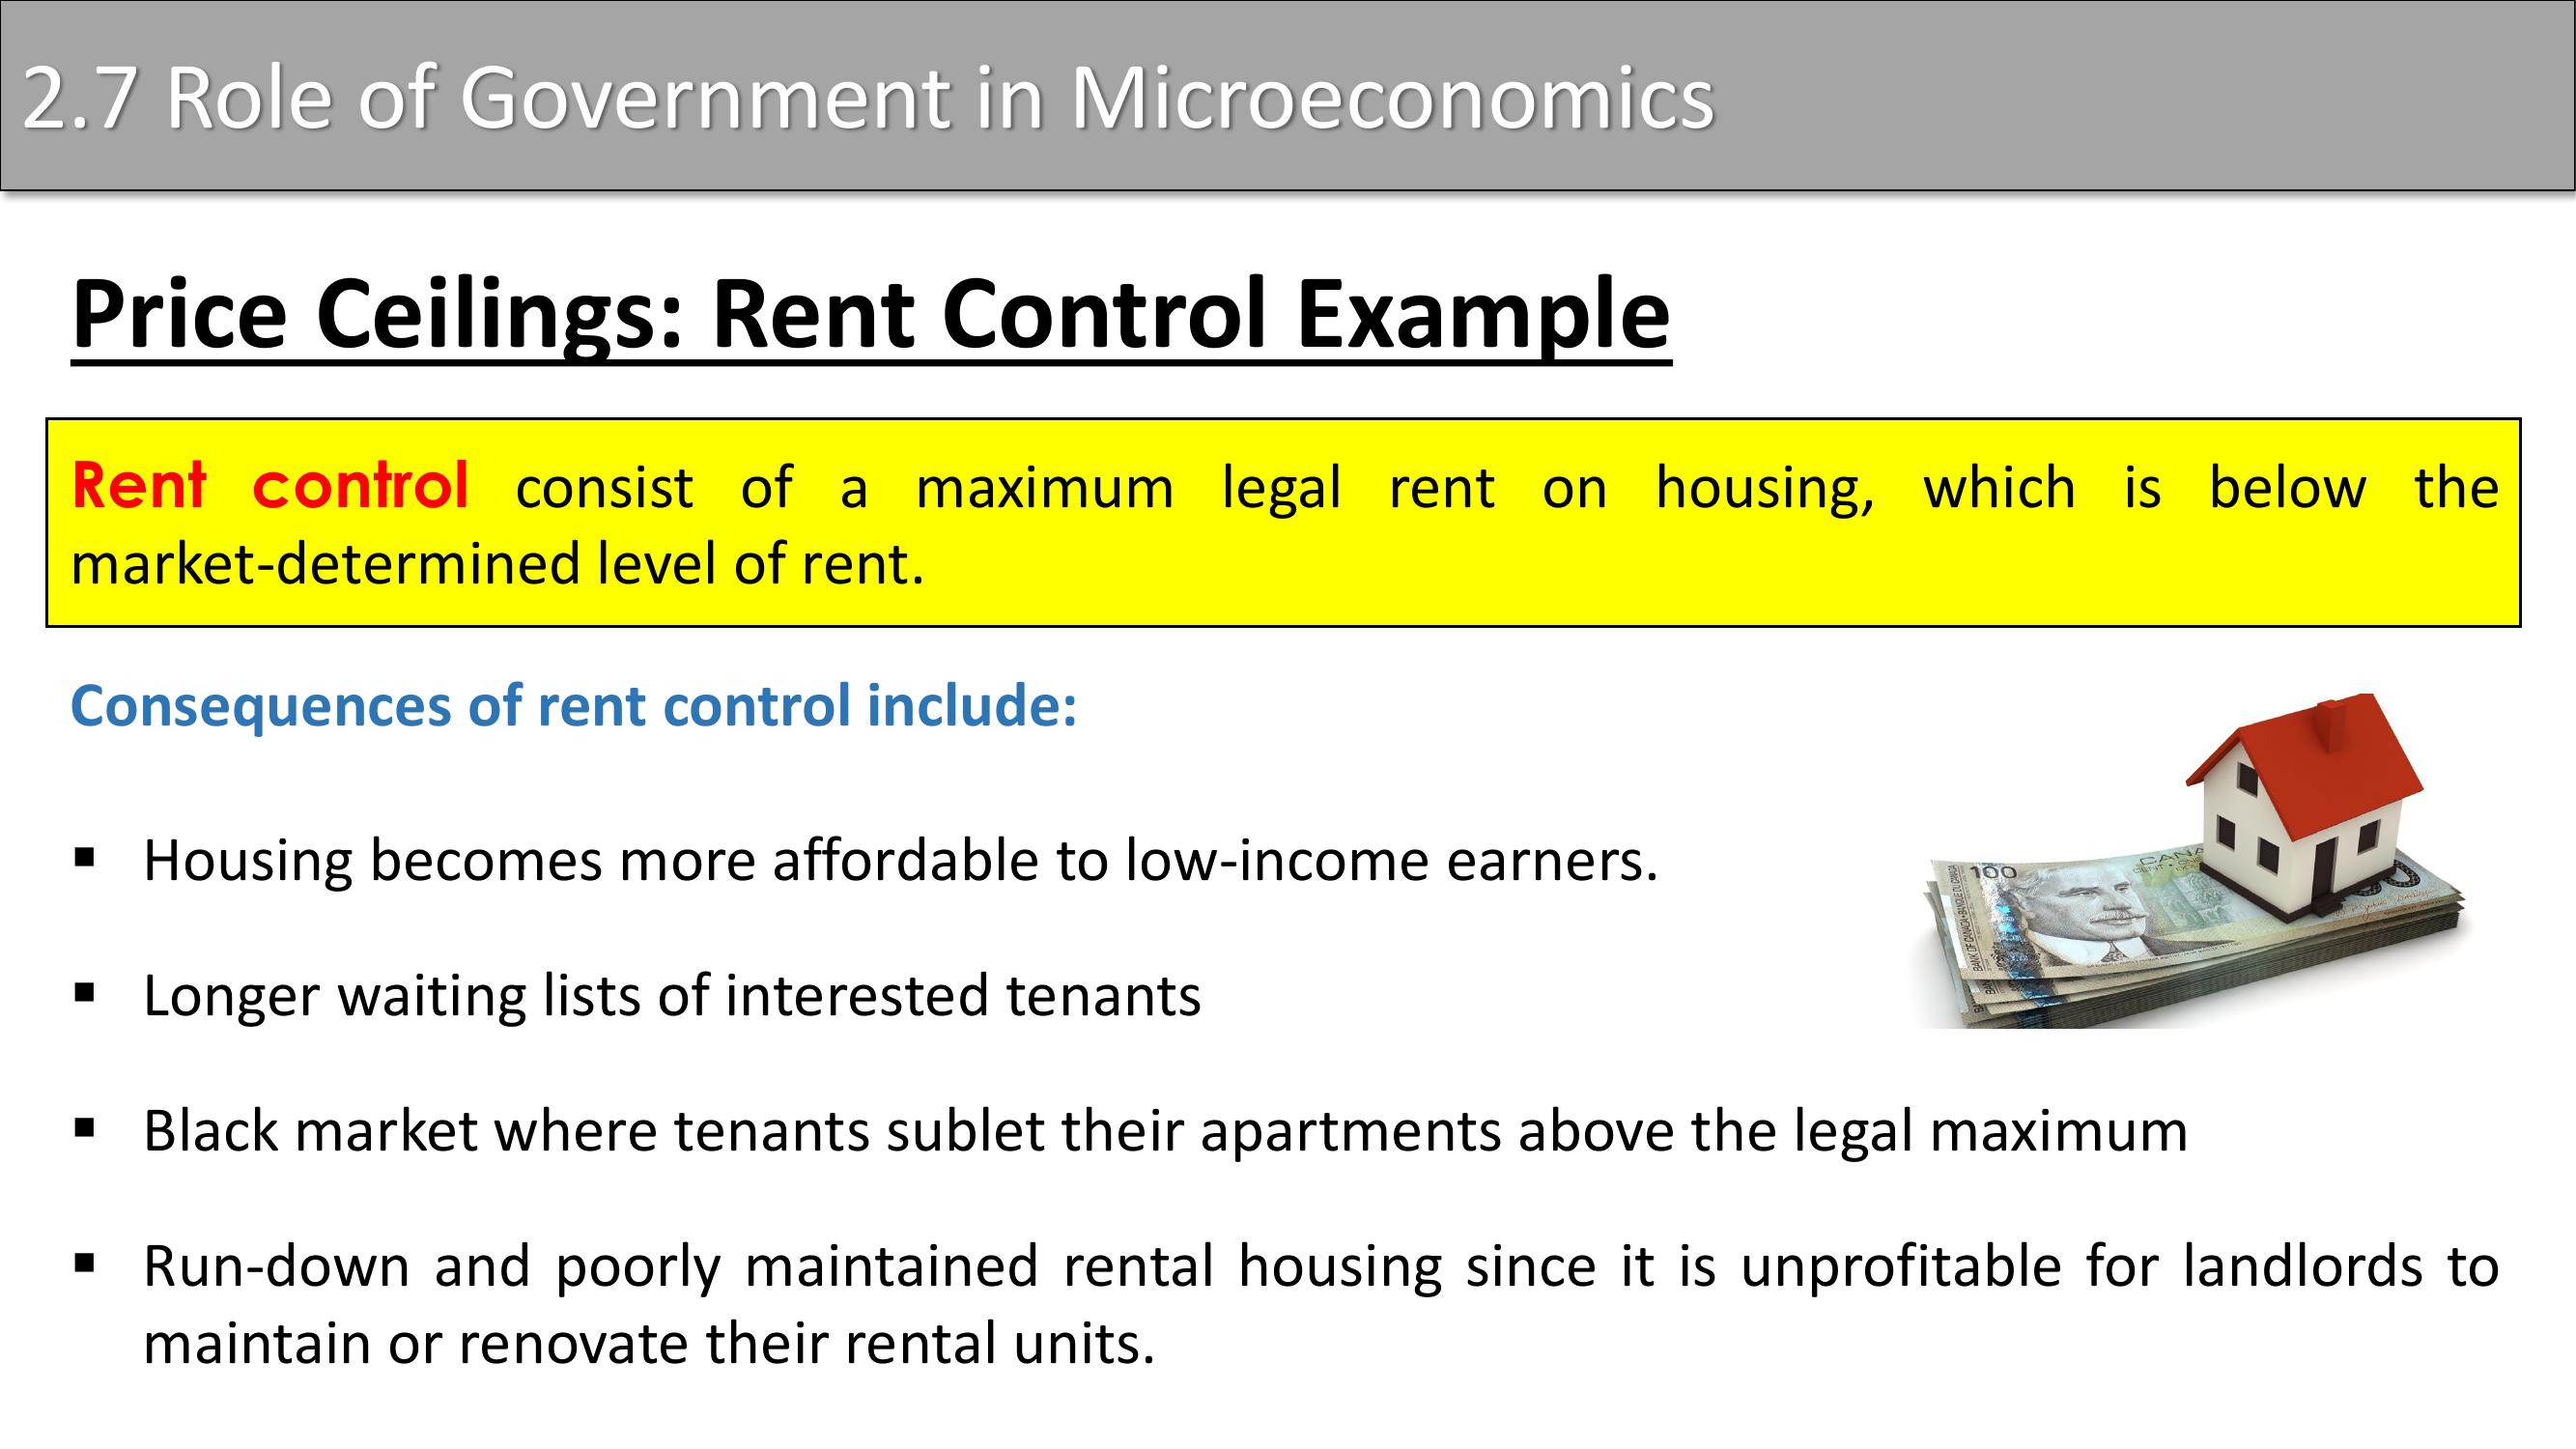 2.7 Role of Government in Microeconomics
Price Ceilings: Rent Control Example
Rent control consist of a maximum legal rent on housing, which is below the
market-determined level of rent.
Consequences of rent control include:
▪ Housing becomes more affordable to low-income earners.
▪ Longer waiting lists of interested tenants
▪ Black market where tenants sublet their apartments above the legal maximum
▪ Run-down and poorly maintained rental housing since it is unprofitable for landlords to
maintain or renovate their rental units.
100